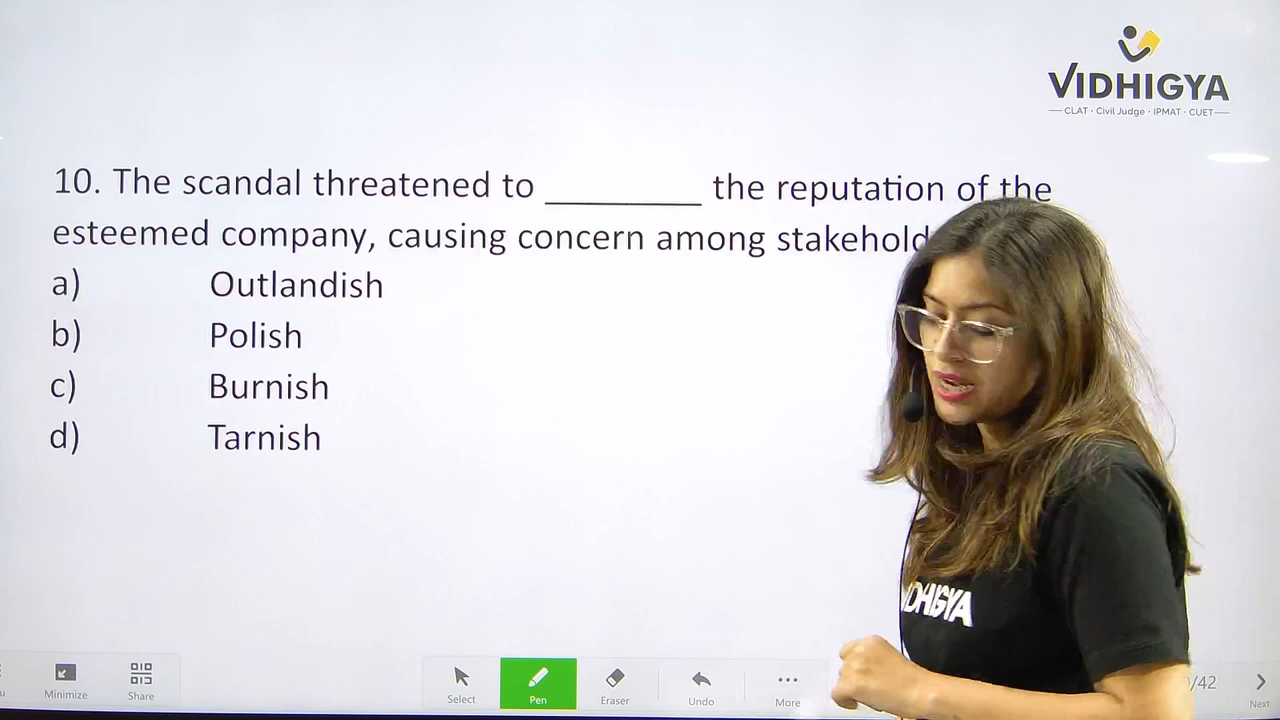 VIDHIGYA
CLAT · Civil Judge · IPMAT · CUET
10. The scandal threatened to _________ the reputation of the
esteemed company, causing concern among
a) Outlandish
b) Polish
c) Burnish
d) Tarnish
VIDHIGYA
Minimize
Share
Select
Pen
Eraser
Undo
More
/42
Next